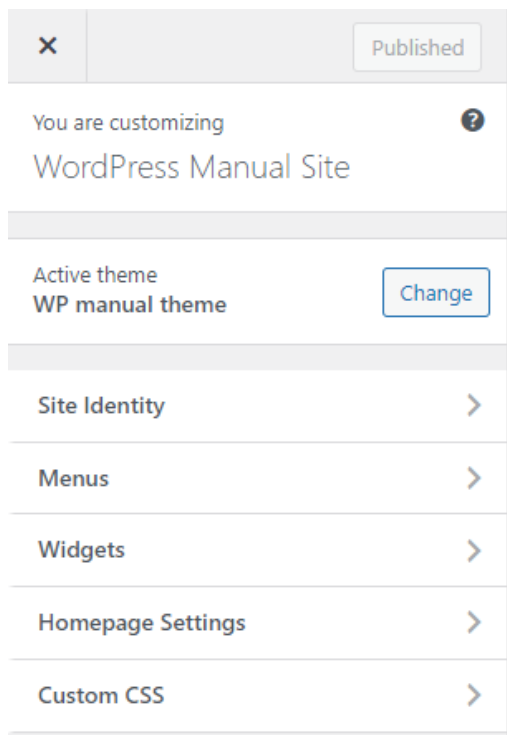 Published
You are customizing
WordPress Manual Site
Active theme
WP manual theme
Change
Site Identity
Menus
Widgets
Homepage Settings
Custom CSS